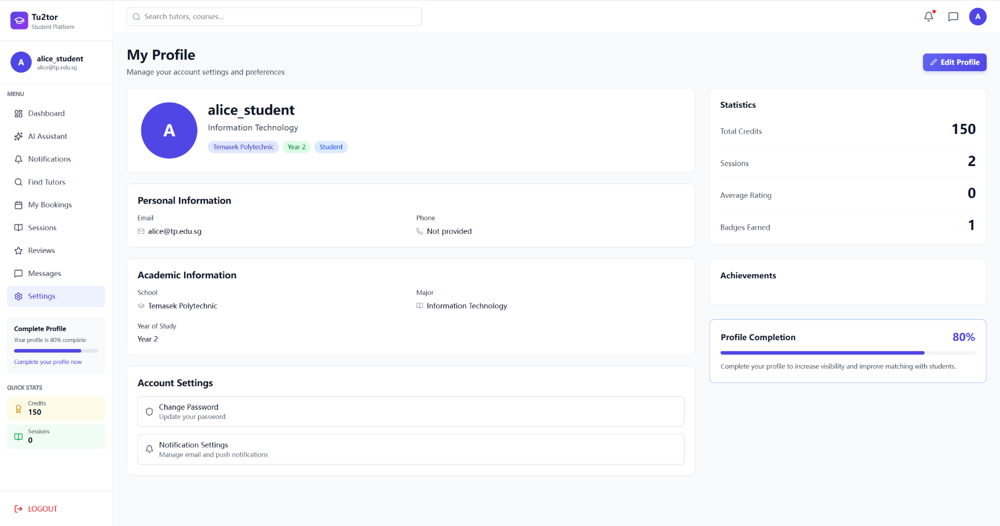 Tu2tor
Student Platform
A
alice_student
alice@tp.edu.sg
MENU
Dashboard
AI Assistant
Notifications
Find Tutors
My Bookings
Sessions
Reviews
Messages
Settings
Complete Profile
Your profile is 80% complete
Complete your profile now
QUICK STATS
Credits
150
Sessions
0
LOGOUT
Search tutors, courses...
A
My Profile
Manage your account settings and preferences
Edit Profile
A
alice_student
Information Technology
Temasek Polytechnic Year 2 Student
Personal Information
Email
alice@tp.edu.sg
Phone
Not provided
Academic Information
School
Temasek Polytechnic
Major
Information Technology
Year of Study
Year 2
Account Settings
Change Password
Update your password
Notification Settings
Manage email and push notifications
Statistics
Total Credits 150
Sessions 2
Average Rating 0
Badges Earned 1
Achievements
Profile Completion 80%
Complete your profile to increase visibility and improve matching with students.